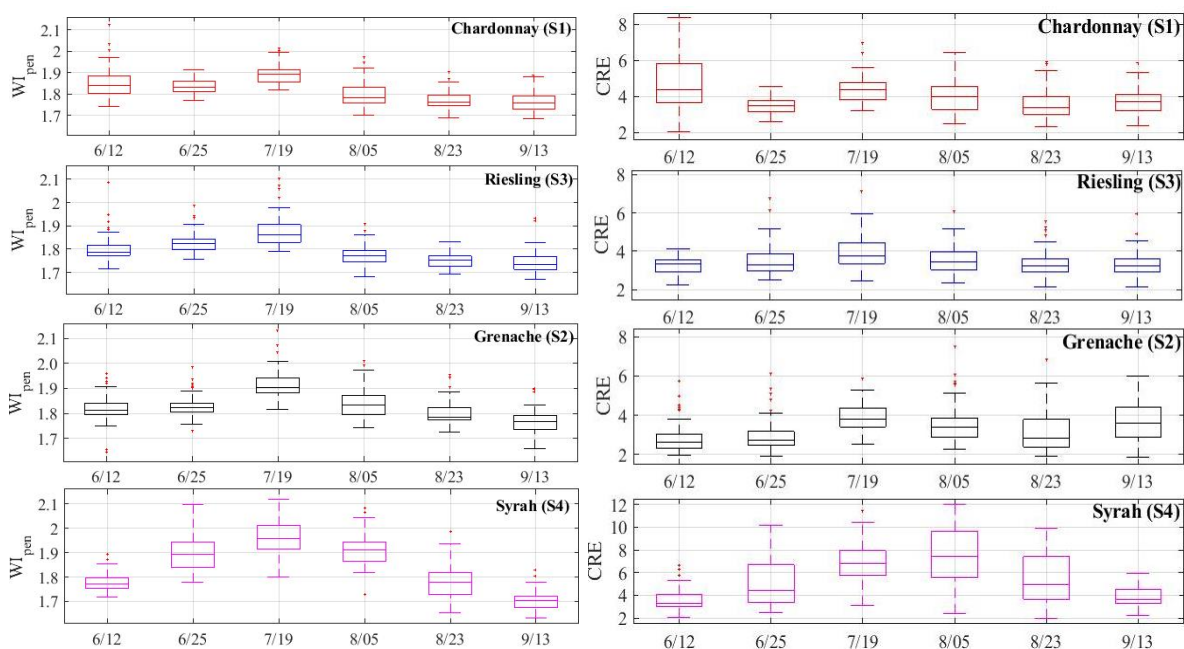 Chardonnay (S1)
WIpen
2.1
2
1.9
1.8
1.7
6/12 6/25 7/19 8/05 8/23 9/13
Chardonnay (S1)
CRE
8
6
4
2
6/12 6/25 7/19 8/05 8/23 9/13
Riesling (S3)
WIpen
2.1
2
1.9
1.8
1.7
6/12 6/25 7/19 8/05 8/23 9/13
Riesling (S3)
CRE
8
6
4
2
6/12 6/25 7/19 8/05 8/23 9/13
Grenache (S2)
WIpen
2.1
2.0
1.9
1.8
1.7
6/12 6/25 7/19 8/05 8/23 9/13
Grenache (S2)
CRE
8
6
4
2
6/12 6/25 7/19 8/05 8/23 9/13
Syrah (S4)
WIpen
2.1
2
1.9
1.8
1.7
6/12 6/25 7/19 8/05 8/23 9/13
Syrah (S4)
CRE
12
10
8
6
4
2
6/12 6/25 7/19 8/05 8/23 9/13